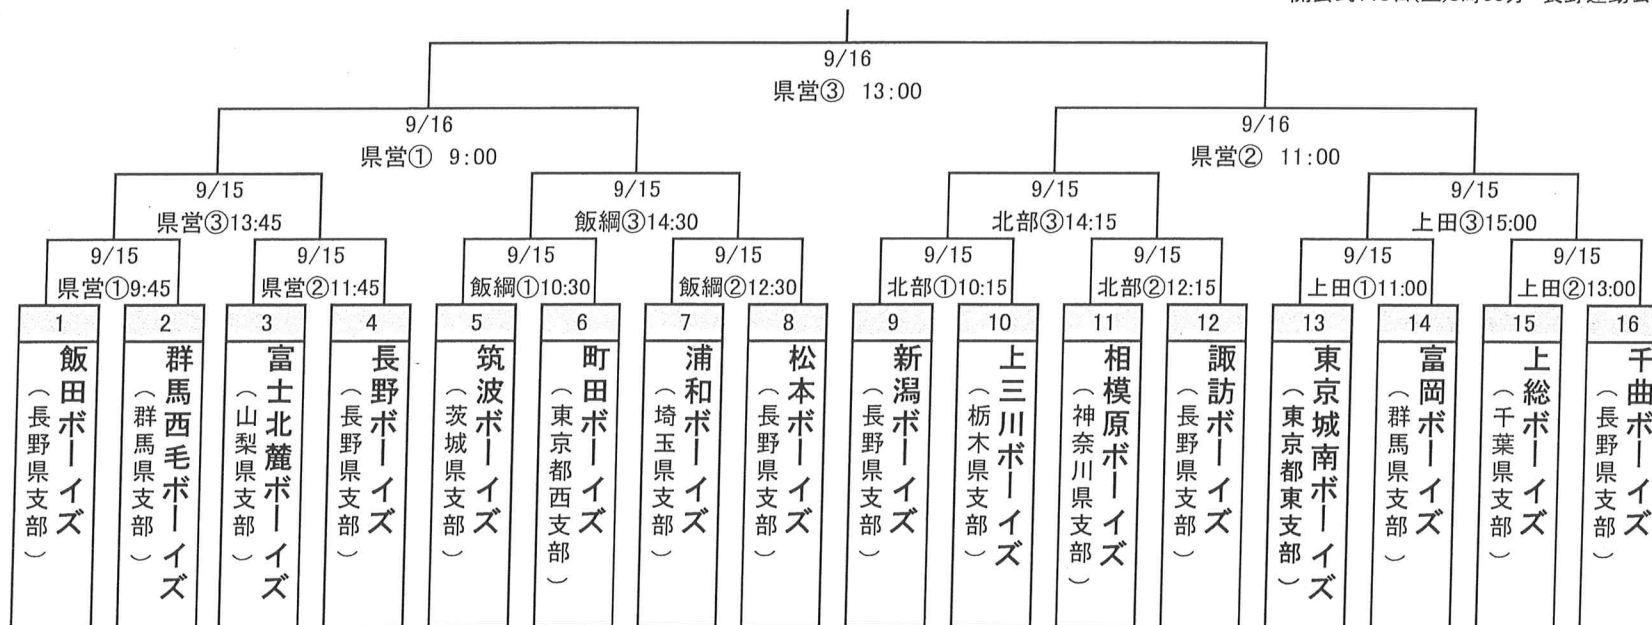 9/16
県営③ 13:00
9/16
県営① 9:00
9/16
県営② 11:00
9/15
県営③13:45
9/15
飯綱③14:30
9/15
北部③14:15
9/15
上田③15:00
9/15
県営①9:45
9/15
県営②11:45
9/15
飯綱①10:30
9/15
飯綱②12:30
9/15
北部①10:15
9/15
北部②12:15
9/15
上田①11:00
9/15
上田②13:00
1
飯田ボーイズ
（長野県支部）
2
群馬西毛ボーイズ
（群馬県支部）
3
富士北麓ボーイズ
（山梨県支部）
4
長野ボーイズ
（長野県支部）
5
筑波ボーイズ
（茨城県支部）
6
町田ボーイズ
（東京都西支部）
7
浦和ボーイズ
（埼玉県支部）
8
松本ボーイズ
（長野県支部）
9
新潟ボーイズ
（長野県支部）
10
上三川ボーイズ
（栃木県支部）
11
相模原ボーイズ
（神奈川県支部）
12
諏訪ボーイズ
（長野県支部）
13
東京城南ボーイズ
（東京都東支部）
14
富岡ボーイズ
（群馬県支部）
15
上総ボーイズ
（千葉県支部）
16
千曲ボーイズ
（長野県支部）